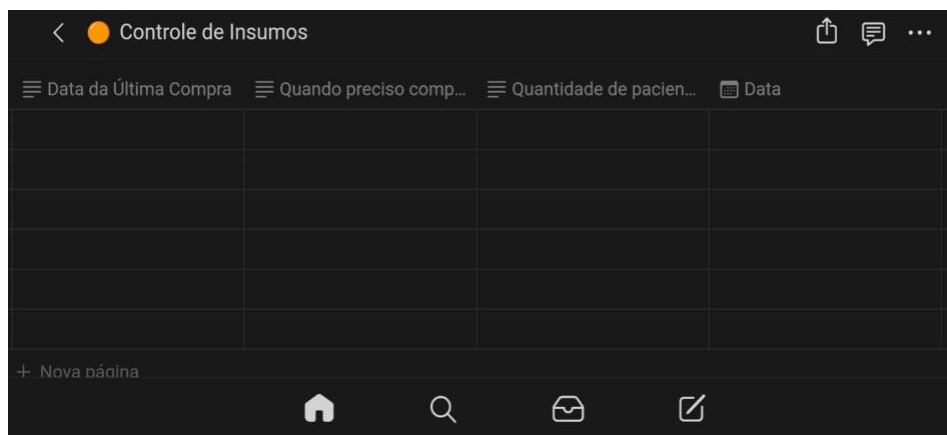 Controle de Insumos
Data da Última Compra Quando preciso comp... Quantidade de pacien... Data
+ Nova página